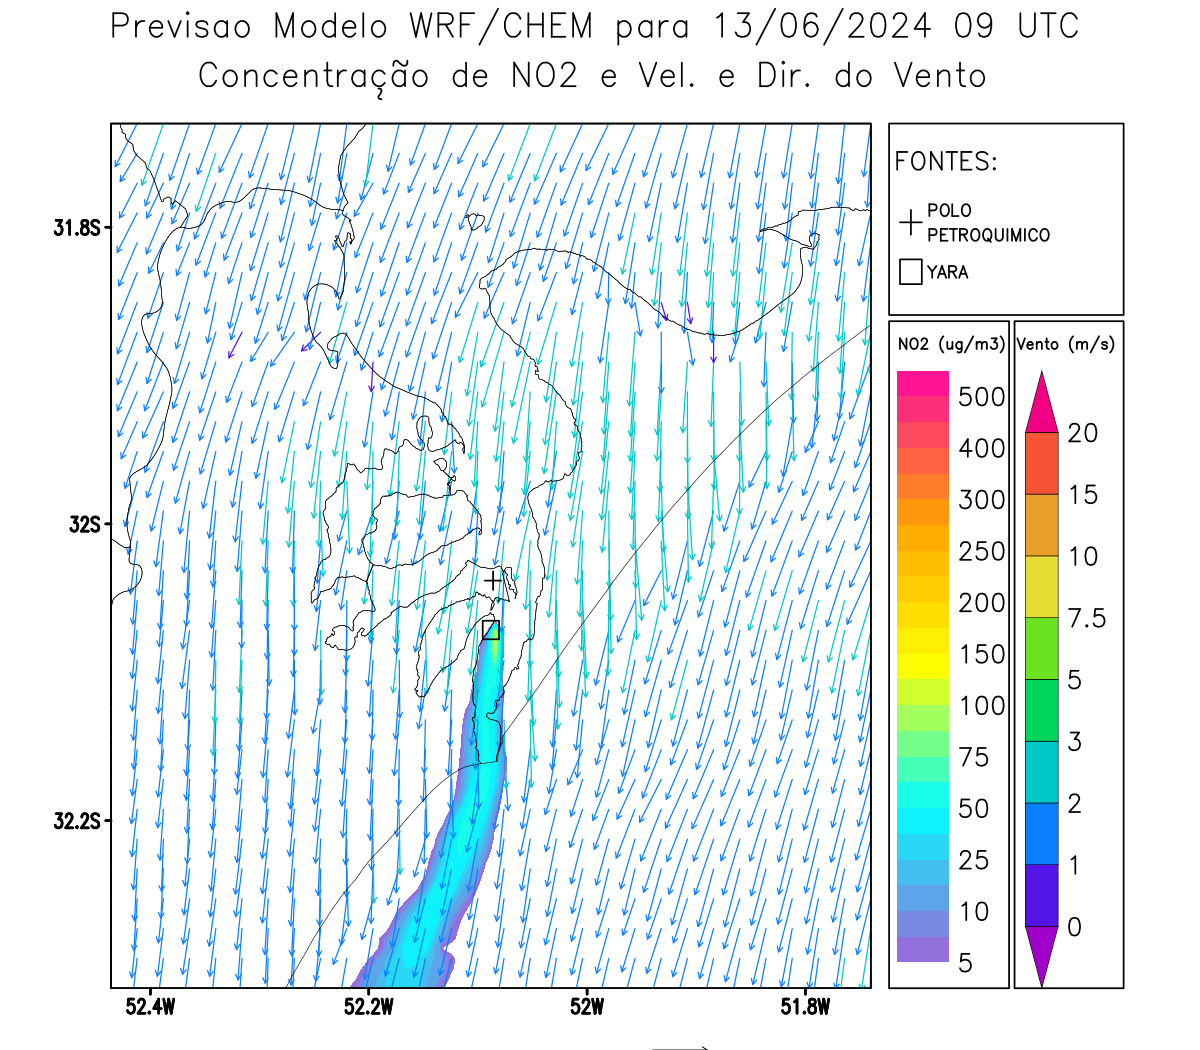 Previsao Modelo WRF/CHEM para 13/06/2024 09 UTC
Concentração de NO2 e Vel. e Dir. do Vento
FONTES:
POLO
PETROQUIMICO
YARA
NO2 (ug/m3)
500
400
300
250
200
150
100
75
50
25
10
5
Vento (m/s)
20
15
10
7.5
5
3
2
1
0
31.8S
32S
32.2S
52.4W
52.2W
52W
51.8W